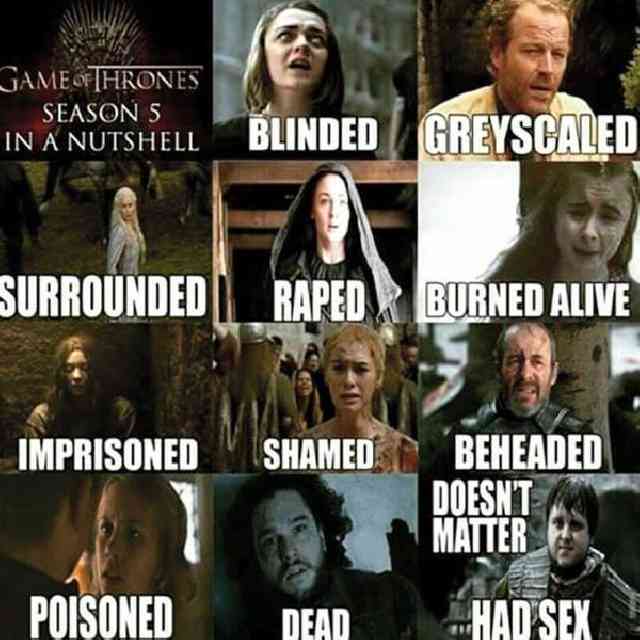 GAME OF THRONES
SEASON 5
IN A NUTSHELL
BLINDED
GREYSCALED
SURROUNDED
RAPED
BURNED ALIVE
IMPRISONED
SHAMED
BEHEADED
POISONED
DEAD
DOESN'T
MATTER
HAD SEX